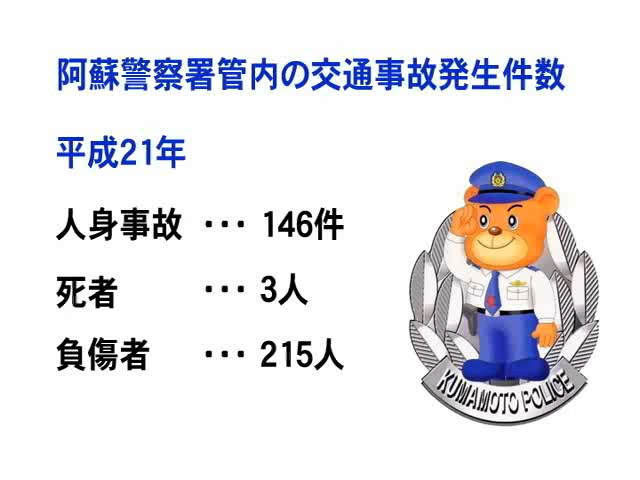 阿蘇警察署管内の交通事故発生件数
平成21年
人身事故 ・・・ 146件
死者 ・・・ 3人
負傷者 ・・・ 215人
KUMAMOTO POLICE